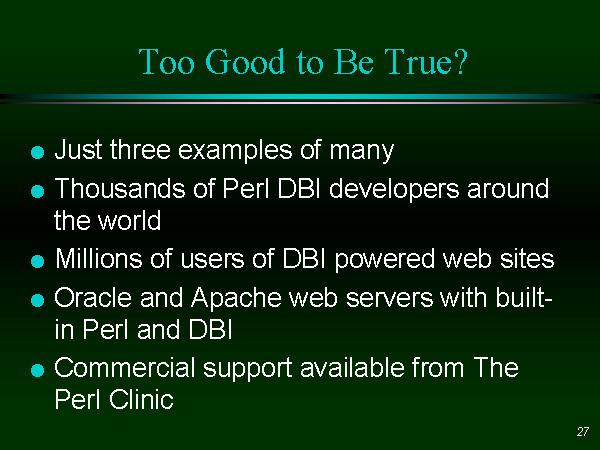 Too Good to Be True?
Just three examples of many
Thousands of Perl DBI developers around
the world
Millions of users of DBI powered web sites
Oracle and Apache web servers with built-
in Perl and DBI
Commercial support available from The
Perl Clinic
27